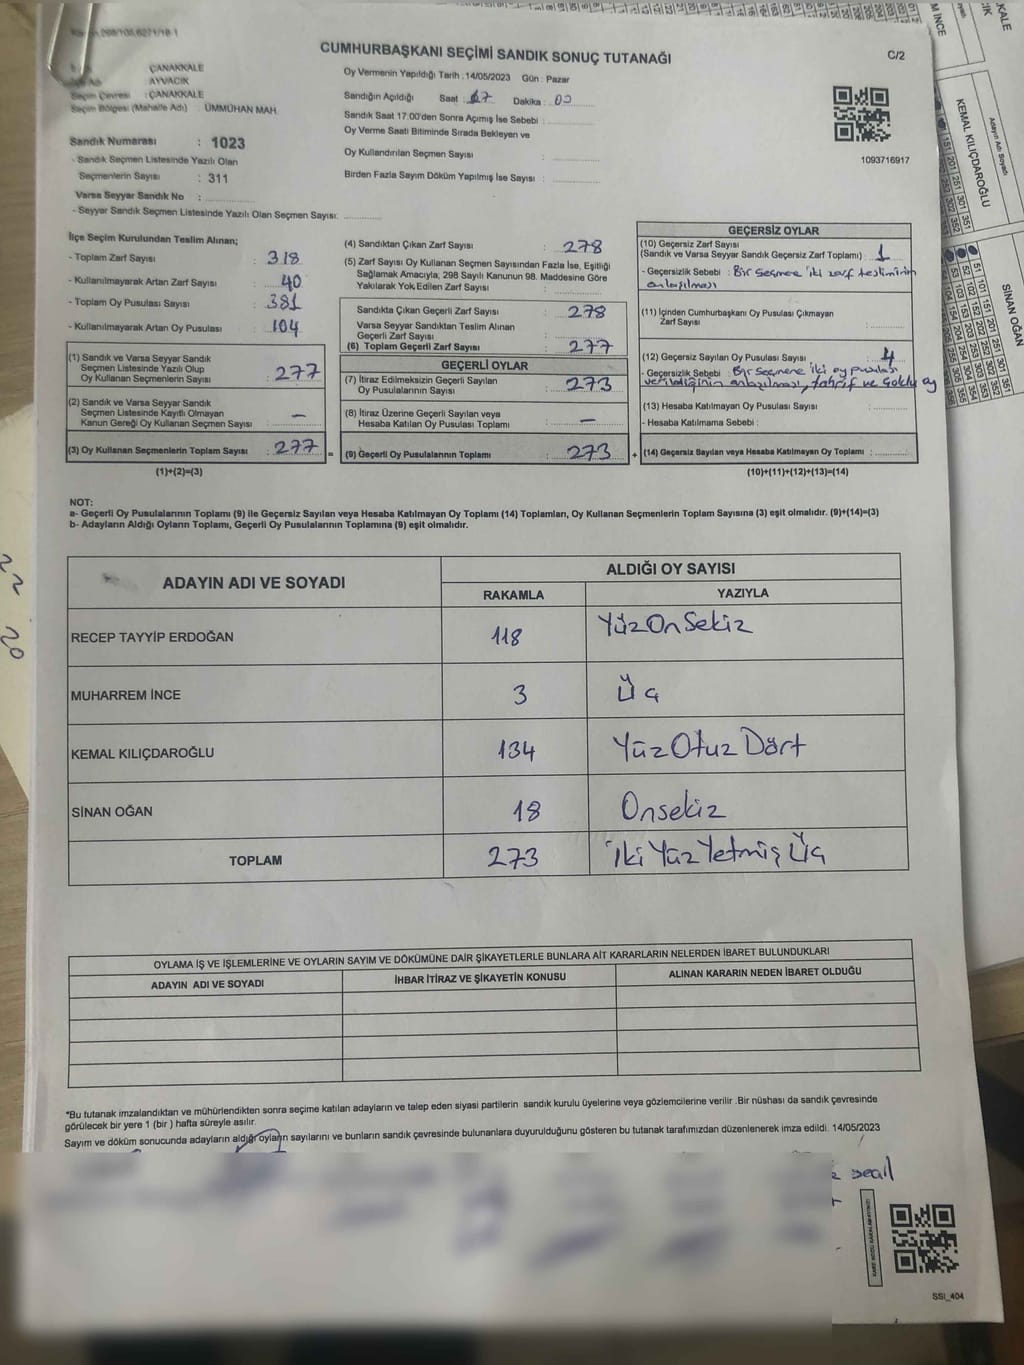 CUMHURBAŞKANI SEÇİMİ SANDIK SONUÇ TUTANAĞI
C/2
ÇANAKKALE
: AYVACIK
Seçim Çevresi : ÇANAKKALE
Seçim Bölgesi (Mahalle Adı) : ÜMMÜHAN MAH.
Sandık Numarası : 1023
- Sandık Seçmen Listesinde Yazılı Olan
Seçmenlerin Sayısı : 311
Varsa Seyyar Sandık No :
- Seyyar Sandık Seçmen Listesinde Yazılı Olan Seçmen Sayısı:
Oy Vermenin Yapıldığı Tarih : 14/05/2023 Gün : Pazar
Sandığın Açıldığı Saat : 17 Dakika : 00
Sandık Saat 17.00'den Sonra Açımış İse Sebebi :
Oy Verme Saati Bitiminde Sırada Bekleyen ve
Oy Kullandırılan Seçmen Sayısı :
Birden Fazla Sayım Döküm Yapılmış İse Sayısı :
1093716917
İlçe Seçim Kurulundan Teslim Alınan;
- Toplam Zarf Sayısı : 318
- Kullanılmayarak Artan Zarf Sayısı : 40
- Toplam Oy Pusulası Sayısı : 381
- Kullanılmayarak Artan Oy Pusulası : 104
(1) Sandık ve Varsa Seyyar Sandık
Seçmen Listesinde Yazılı Olup
Oy Kullanan Seçmenlerin Sayısı : 277
(2) Sandık ve Varsa Seyyar Sandık
Seçmen Listesinde Kayıtlı Olmayan
Kanun Gereği Oy Kullanan Seçmen Sayısı : —
(3) Oy Kullanan Seçmenlerin Toplam Sayısı : 277 =
(1)+(2)=(3)
(4) Sandıktan Çıkan Zarf Sayısı : 278
(5) Zarf Sayısı Oy Kullanan Seçmen Sayısından Fazla İse, Eşitliği
Sağlamak Amacıyla, 298 Sayılı Kanunun 98. Maddesine Göre
Yakılarak Yok Edilen Zarf Sayısı :
Sandıkta Çıkan Geçerli Zarf Sayısı : 278
Varsa Seyyar Sandıktan Teslim Alınan
Geçerli Zarf Sayısı :
(6) Toplam Geçerli Zarf Sayısı : 277
GEÇERLİ OYLAR
(7) İtiraz Edilmeksizin Geçerli Sayılan
Oy Pusulasının Sayısı : 273
(8) İtiraz Üzerine Geçerli Sayılan veya
Hesaba Katılan Oy Pusulası Toplamı : —
(9) Geçerli Oy Pusulalarının Toplamı : 273 +
GEÇERSİZ OYLAR
(10) Geçersiz Zarf Sayısı
(Sandık ve Varsa Seyyar Sandık Geçersiz Zarf Toplamı) : 1
- Geçersizlik Sebebi : Bir seçmene iki zarf tesliminin
anlaşılması
(11) İçinden Cumhurbaşkanı Oy Pusulası Çıkmayan
Zarf Sayısı :
(12) Geçersiz Sayılan Oy Pusulası Sayısı : 4
- Geçersizlik Sebebi : Bir seçmene iki oy pusulası
verildiğinin anlaşılması, tahrif ve çoklu oy
(13) Hesaba Katılmayan Oy Pusulası Sayısı :
- Hesaba Katılmama Sebebi :
(14) Geçersiz Sayılan veya Hesaba Katılmayan Oy Toplamı :
(10)+(11)+(12)+(13)=(14)
NOT:
a- Geçerli Oy Pusulalarının Toplamı (9) ile Geçersiz Sayılan veya Hesaba Katılmayan Oy Toplamı (14) Toplamları, Oy Kullanan Seçmenlerin Toplam Sayısına (3) eşit olmalıdır. (9)+(14)=(3)
b- Adayların Aldığı Oyların Toplamı, Geçerli Oy Pusulalarının Toplamına (9) eşit olmalıdır.
ADAYIN ADI VE SOYADI
ALDIĞI OY SAYISI
RAKAMLA YAZIYLA
RECEP TAYYİP ERDOĞAN 118 YüzOnSekiz
MUHARREM İNCE 3 Üç
KEMAL KILIÇDAROĞLU 134 YüzOtuzDört
SİNAN OĞAN 18 Onsekiz
TOPLAM 273 İkiYüzYetmişÜç
OYLAMA İŞ VE İŞLEMLERİNE VE OYLARIN SAYIM VE DÖKÜMÜNE DAİR ŞİKAYETLERLE BUNLARA AİT KARARLARIN NELERDEN İBARET BULUNDUKLARI
ADAYIN ADI VE SOYADI İHBAR İTİRAZ VE ŞİKAYETİN KONUSU ALINAN KARARIN NEDEN İBARET OLDUĞU
*Bu tutanak imzalandıktan ve mühürlendikten sonra seçime katılan adayların ve talep eden siyasi partilerin sandık kurulu üyelerine veya gözlemcilerine verilir .Bir nüshası da sandık çevresinde
görülecek bir yere 1 (bir ) hafta süreyle asılır.
Sayım ve döküm sonucunda adayların aldığı oyların sayılarını ve bunların sandık çevresinde bulunanlara duyurulduğunu gösteren bu tutanak tarafımızdan düzenlenerek imza edildi. 14/05/2023
SSI_404
22
20
M İNCE
KEMAL KILIÇDAROĞLU
Adayın Adı Soyadı
SİNAN OĞAN